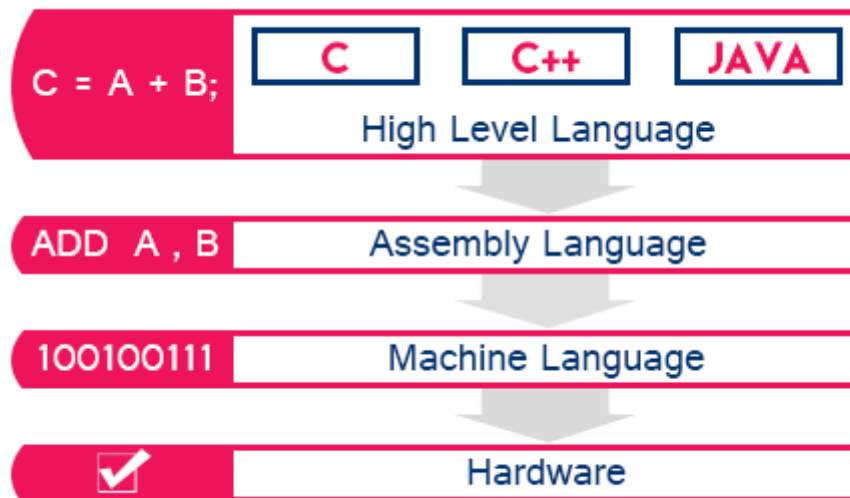 C = A + B;
C C++ JAVA
High Level Language
ADD A , B
Assembly Language
100100111
Machine Language
Hardware